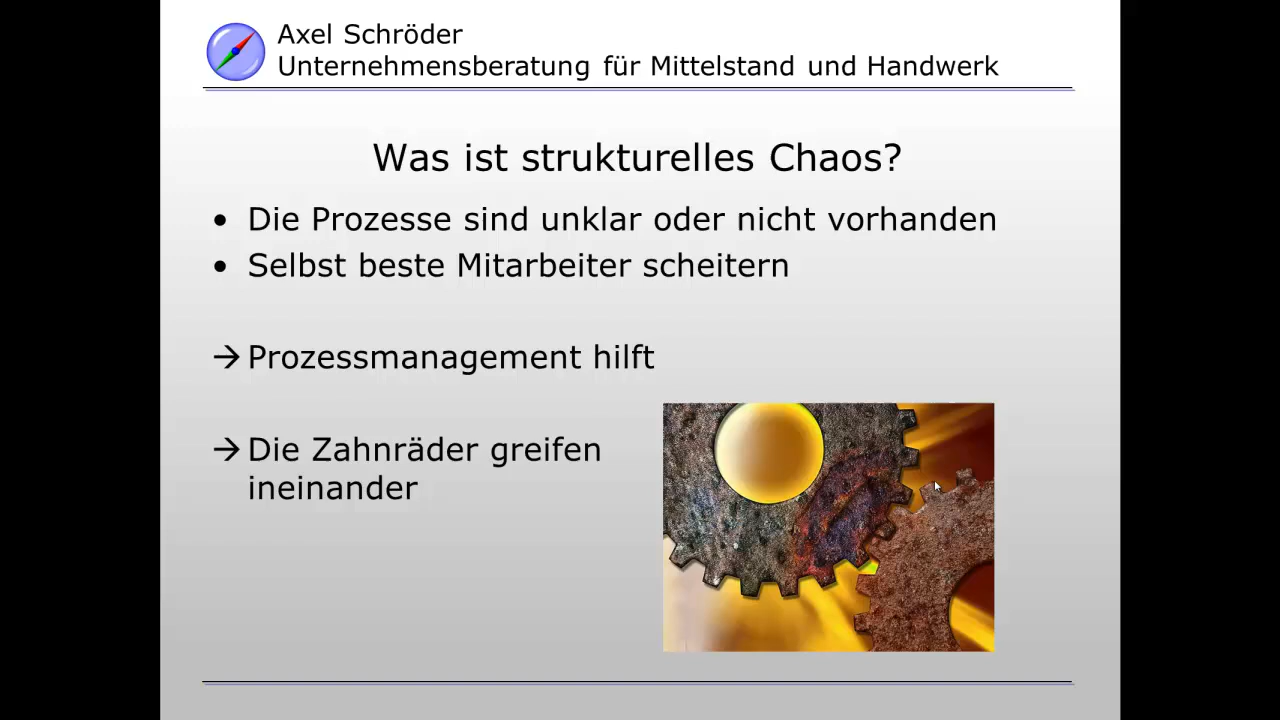 Axel Schröder
Unternehmensberatung für Mittelstand und Handwerk
Was ist strukturelles Chaos?
• Die Prozesse sind unklar oder nicht vorhanden
• Selbst beste Mitarbeiter scheitern
→ Prozessmanagement hilft
→ Die Zahnräder greifen
ineinander